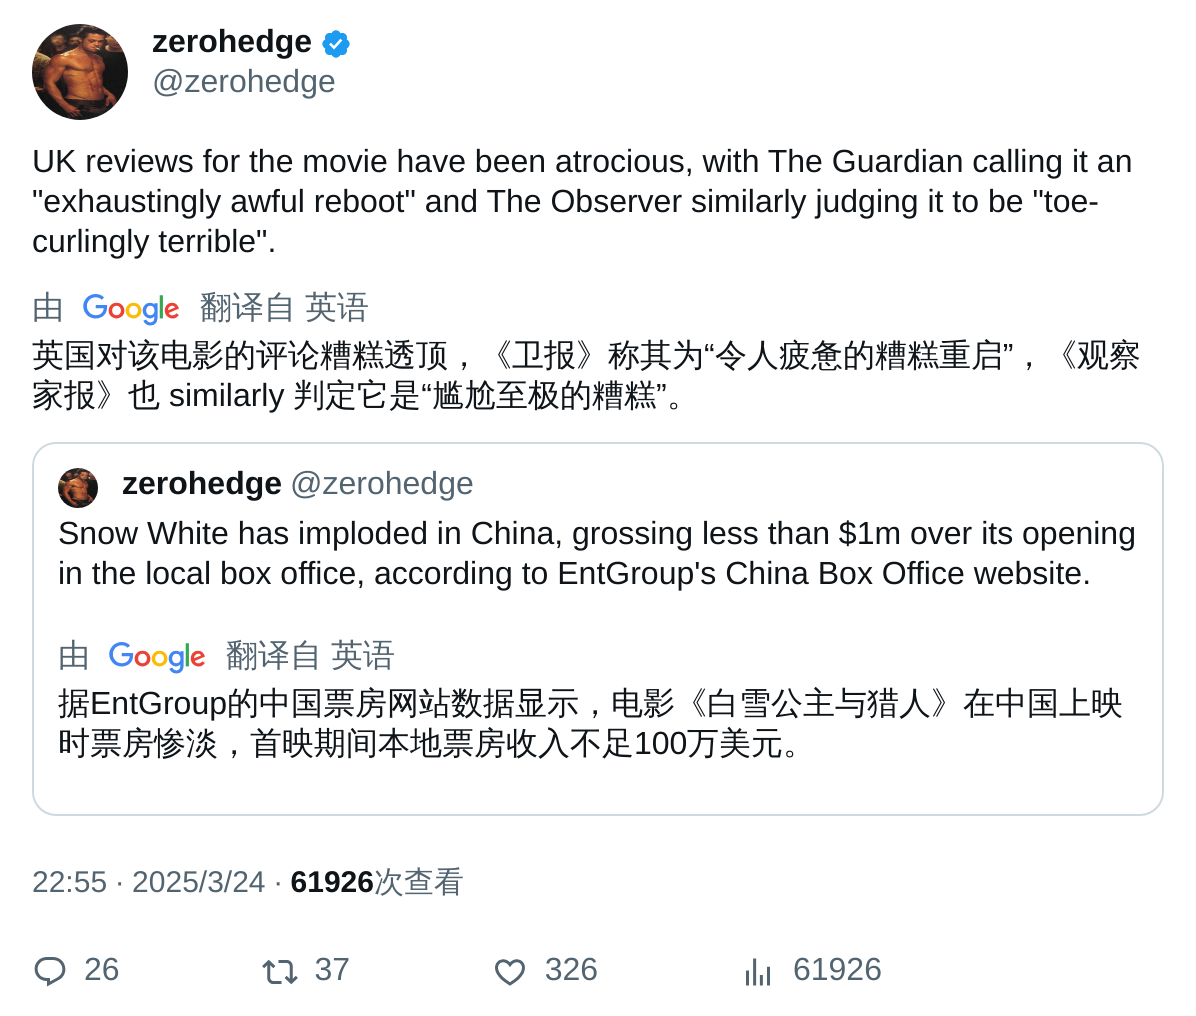 zerohedge
@zerohedge
UK reviews for the movie have been atrocious, with The Guardian calling it an
"exhaustingly awful reboot" and The Observer similarly judging it to be "toe-
curlingly terrible".
由 Google 翻译自 英语
英国对该电影的评论糟糕透顶，《卫报》称其为“令人疲惫的糟糕重启”，《观察
家报》也 similarly 判定它是“尴尬至极的糟糕”。
zerohedge @zerohedge
Snow White has imploded in China, grossing less than $1m over its opening
in the local box office, according to EntGroup's China Box Office website.
由 Google 翻译自 英语
据EntGroup的中国票房网站数据显示，电影《白雪公主与猎人》在中国上映
时票房惨淡，首映期间本地票房收入不足100万美元。
22:55 · 2025/3/24 · 61926次查看
26 37 326 61926